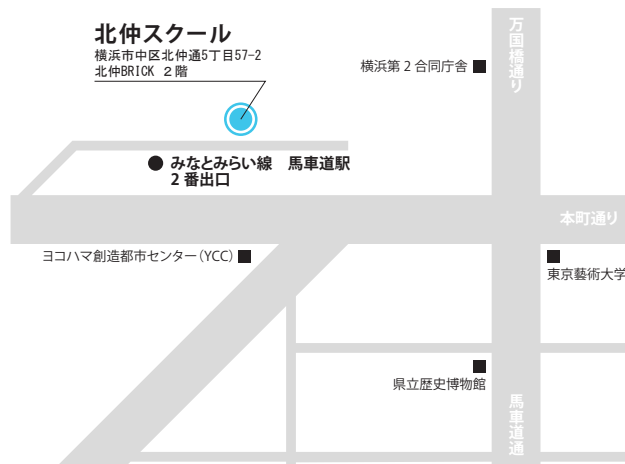 北仲スクール
横浜市中区北仲通5丁目57-2
北仲BRICK ２階
万国橋通り
横浜第２合同庁舎
みなとみらい線　馬車道駅
2 番出口
本町通り
ヨコハマ創造都市センター（YCC）
東京藝術大学
県立歴史博物館
馬車道通